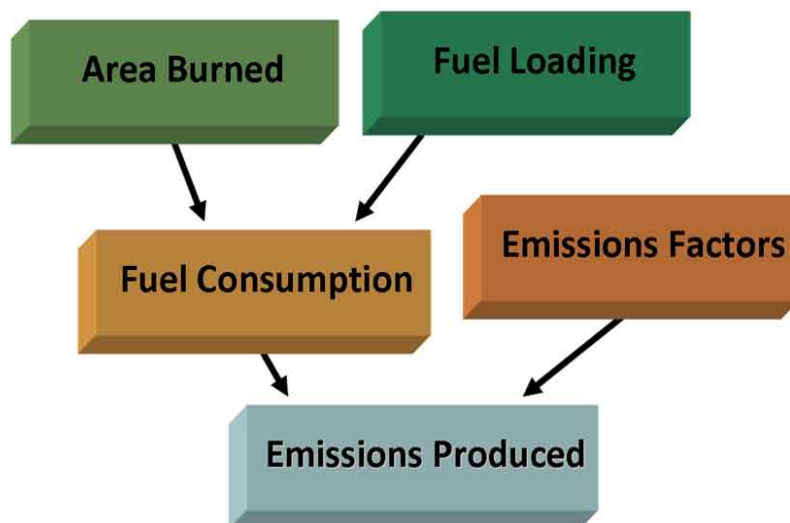 Area Burned
Fuel Loading
Emissions Factors
Fuel Consumption
Emissions Produced